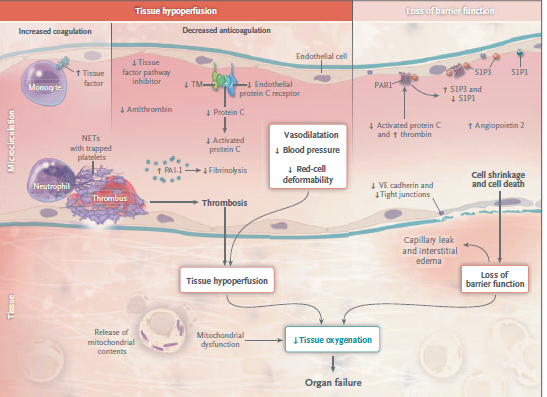 Tissue hypoperfusion
Loss of barrier function
Increased coagulation
Decreased anticoagulation
Monocyte
↑ Tissue
factor
↓ Tissue
factor pathway
inhibitor
↓ Antithrombin
↓ TM
↓ Endothelial
protein C receptor
↓ Protein C
↓ Activated
protein C
Endothelial cell
PAR1
S1P3
S1P1
↑ S1P3 and
↓ S1P1
↓ Activated protein C
and ↑ thrombin
↑ Angiopoietin 2
Microcirculation
NETs
with trapped
platelets
Neutrophil
Thrombus
↑ PAI-1
↓ Fibrinolysis
Thrombosis
Vasodilatation
↓ Blood pressure
↓ Red-cell
deformability
↓ VE cadherin and
↓Tight junctions
Cell shrinkage
and cell death
Capillary leak
and interstitial
edema
Loss of
barrier function
Tissue hypoperfusion
Tissue
Release of
mitochondrial
contents
Mitochondrial
dysfunction
↓Tissue oxygenation
Organ failure